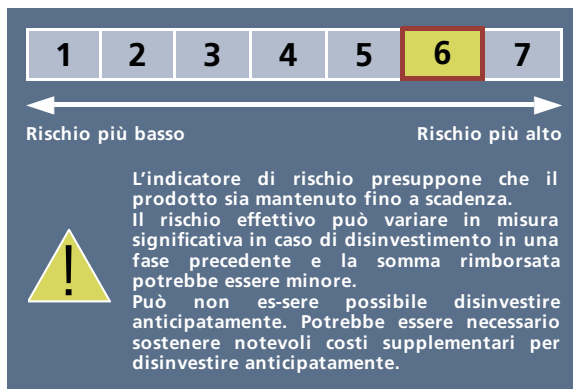 1 2 3 4 5 6 7
Rischio più basso Rischio più alto
L'indicatore di rischio presuppone che il
prodotto sia mantenuto fino a scadenza.
Il rischio effettivo può variare in misura
significativa in caso di disinvestimento in una
fase precedente e la somma rimborsata
potrebbe essere minore.
Può non es-sere possibile disinvestire
anticipatamente. Potrebbe essere necessario
sostenere notevoli costi supplementari per
disinvestire anticipatamente.
!